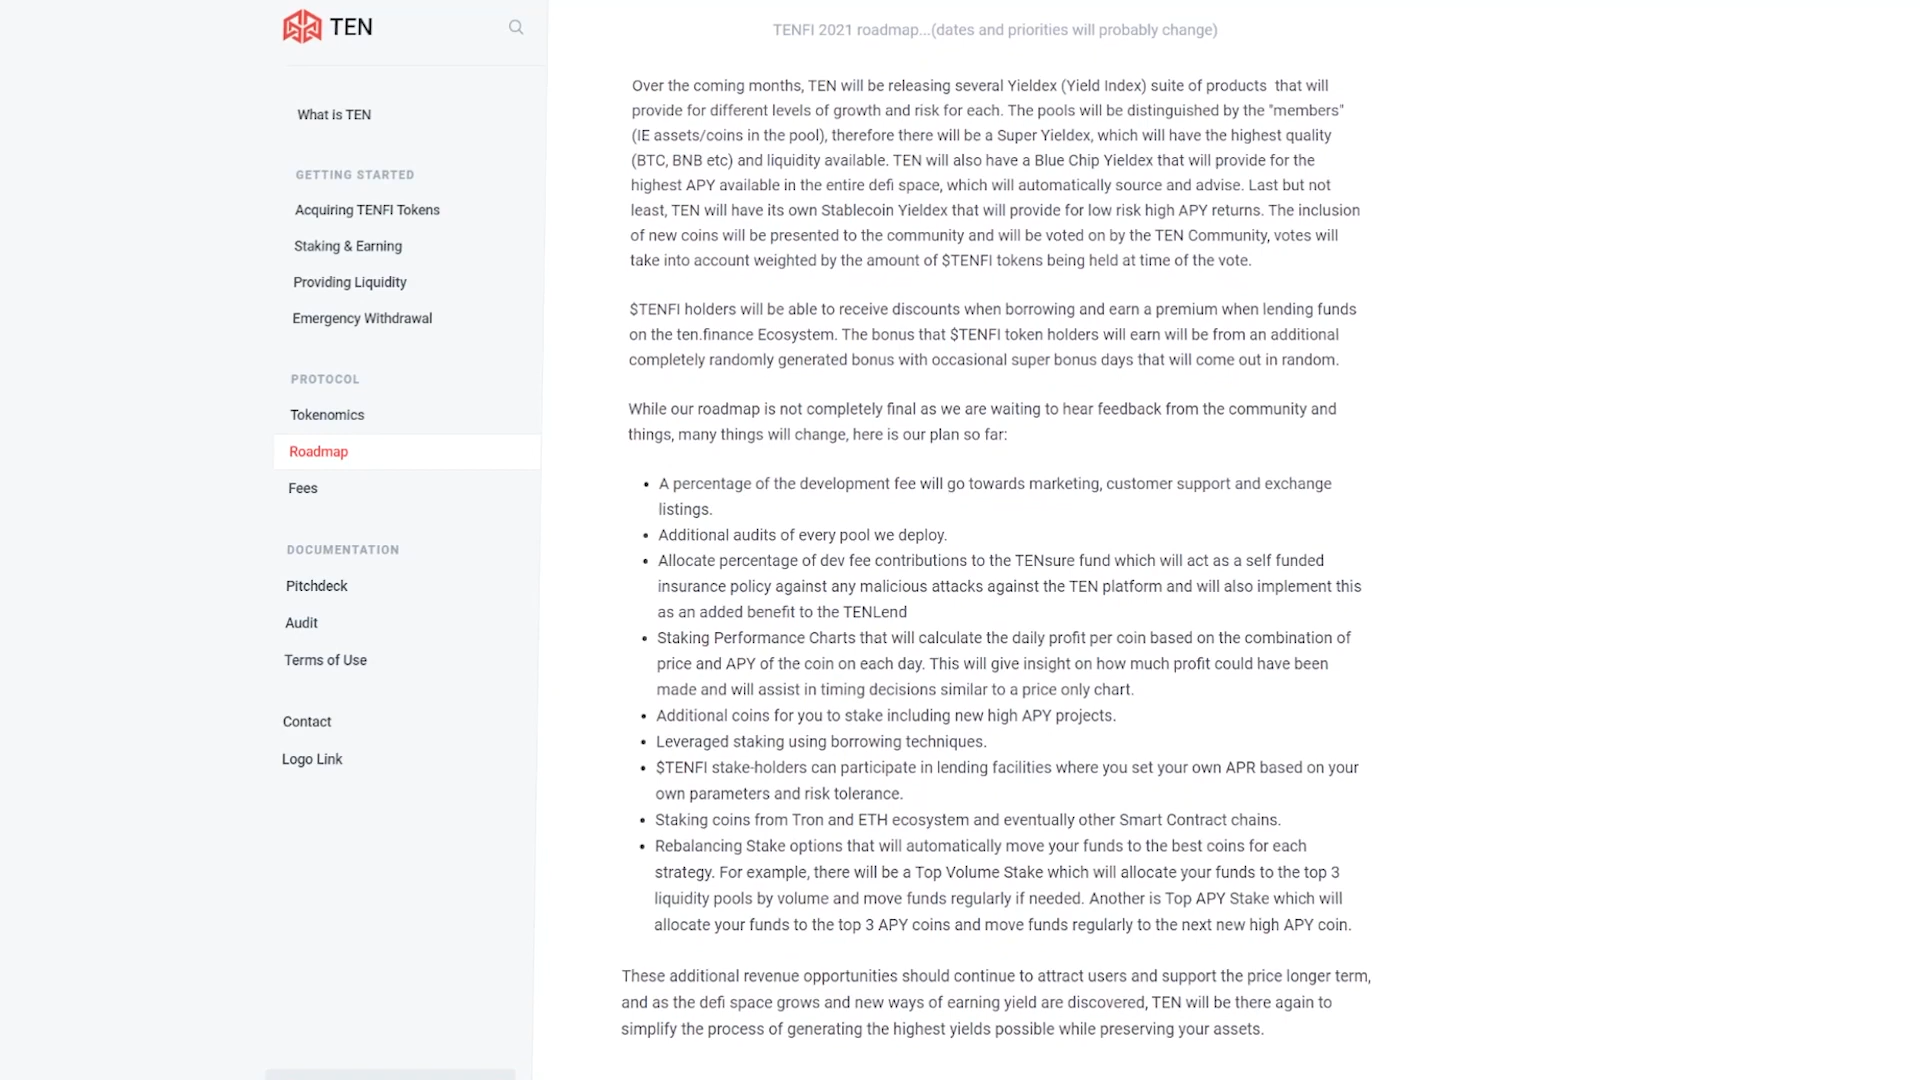 TEN
What is TEN
GETTING STARTED
Acquiring TENFI Tokens
Staking & Earning
Providing Liquidity
Emergency Withdrawal
PROTOCOL
Tokenomics
Roadmap
Fees
DOCUMENTATION
Pitchdeck
Audit
Terms of Use
Contact
Logo Link
TENFI 2021 roadmap...(dates and priorities will probably change)
Over the coming months, TEN will be releasing several Yieldex (Yield Index) suite of products that will
provide for different levels of growth and risk for each. The pools will be distinguished by the "members"
(IE assets/coins in the pool), therefore there will be a Super Yieldex, which will have the highest quality
(BTC, BNB etc) and liquidity available. TEN will also have a Blue Chip Yieldex that will provide for the
highest APY available in the entire defi space, which will automatically source and advise. Last but not
least, TEN will have its own Stablecoin Yieldex that will provide for low risk high APY returns. The inclusion
of new coins will be presented to the community and will be voted on by the TEN Community, votes will
take into account weighted by the amount of $TENFI tokens being held at time of the vote.
$TENFI holders will be able to receive discounts when borrowing and earn a premium when lending funds
on the ten.finance Ecosystem. The bonus that $TENFI token holders will earn will be from an additional
completely randomly generated bonus with occasional super bonus days that will come out in random.
While our roadmap is not completely final as we are waiting to hear feedback from the community and
things, many things will change, here is our plan so far:
• A percentage of the development fee will go towards marketing, customer support and exchange
listings.
• Additional audits of every pool we deploy.
• Allocate percentage of dev fee contributions to the TENsure fund which will act as a self funded
insurance policy against any malicious attacks against the TEN platform and will also implement this
as an added benefit to the TENLend
• Staking Performance Charts that will calculate the daily profit per coin based on the combination of
price and APY of the coin on each day. This will give insight on how much profit could have been
made and will assist in timing decisions similar to a price only chart.
• Additional coins for you to stake including new high APY projects.
• Leveraged staking using borrowing techniques.
• $TENFI stake-holders can participate in lending facilities where you set your own APR based on your
own parameters and risk tolerance.
• Staking coins from Tron and ETH ecosystem and eventually other Smart Contract chains.
• Rebalancing Stake options that will automatically move your funds to the best coins for each
strategy. For example, there will be a Top Volume Stake which will allocate your funds to the top 3
liquidity pools by volume and move funds regularly if needed. Another is Top APY Stake which will
allocate your funds to the top 3 APY coins and move funds regularly to the next new high APY coin.
These additional revenue opportunities should continue to attract users and support the price longer term,
and as the defi space grows and new ways of earning yield are discovered, TEN will be there again to
simplify the process of generating the highest yields possible while preserving your assets.